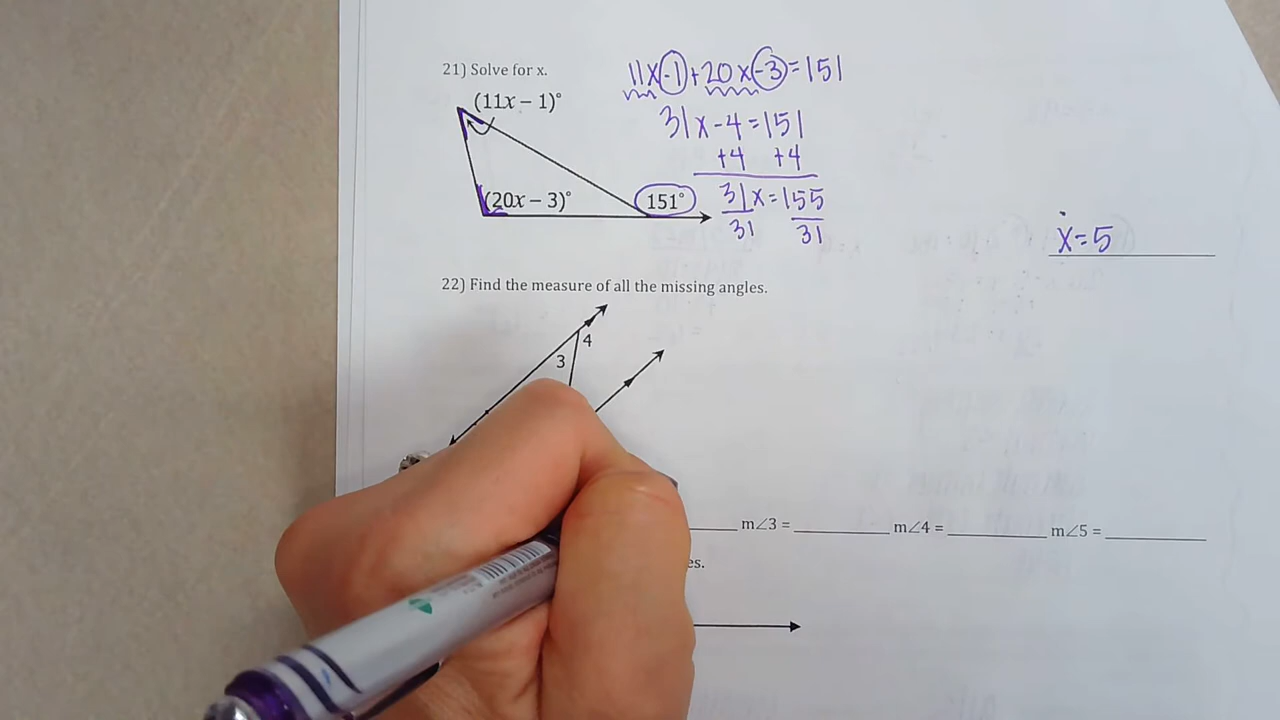 21) Solve for x.
(11x – 1)°
(20x – 3)°
151°
11x-1+20x-3=151
31x-4=151
+4 +4
31x=155
31 31
x=5
22) Find the measure of all the missing angles.
4
3
m∠3 = m∠4 = m∠5 =
es.